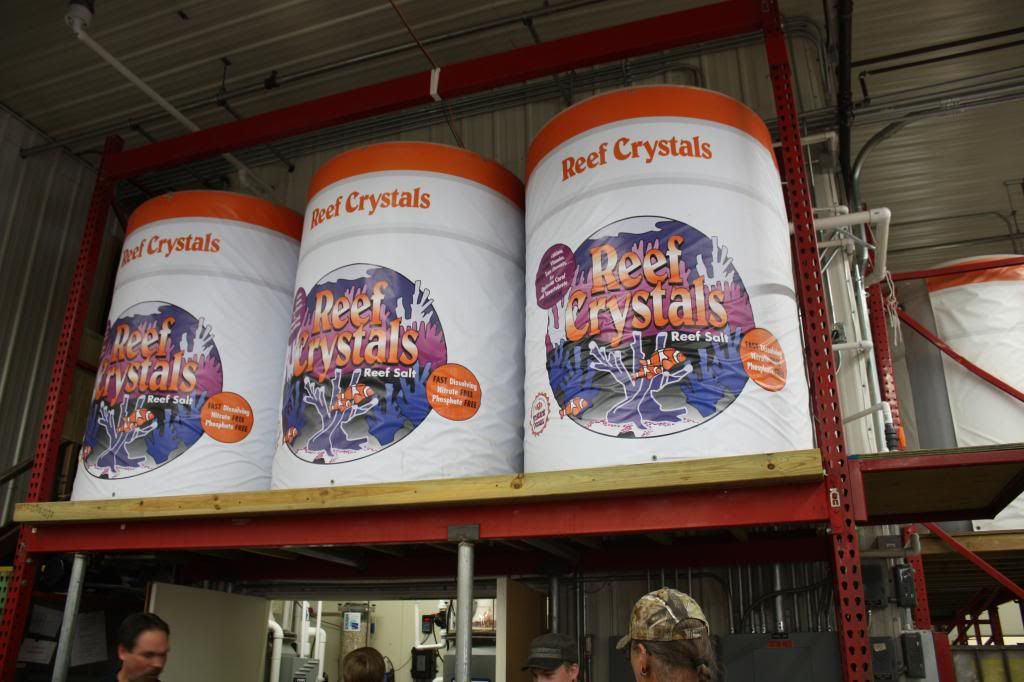 Reef Crystals
Reef
Crystals
Reef Salt
FAST Dissolving
Nitrate FREE
Phosphate FREE
Reef Crystals
Reef
Crystals
Reef Salt
FAST Dissolving
Nitrate FREE
Phosphate FREE
Reef Crystals
Reef
Crystals
Reef Salt
FAST Dissolving
Nitrate FREE
Phosphate FREE